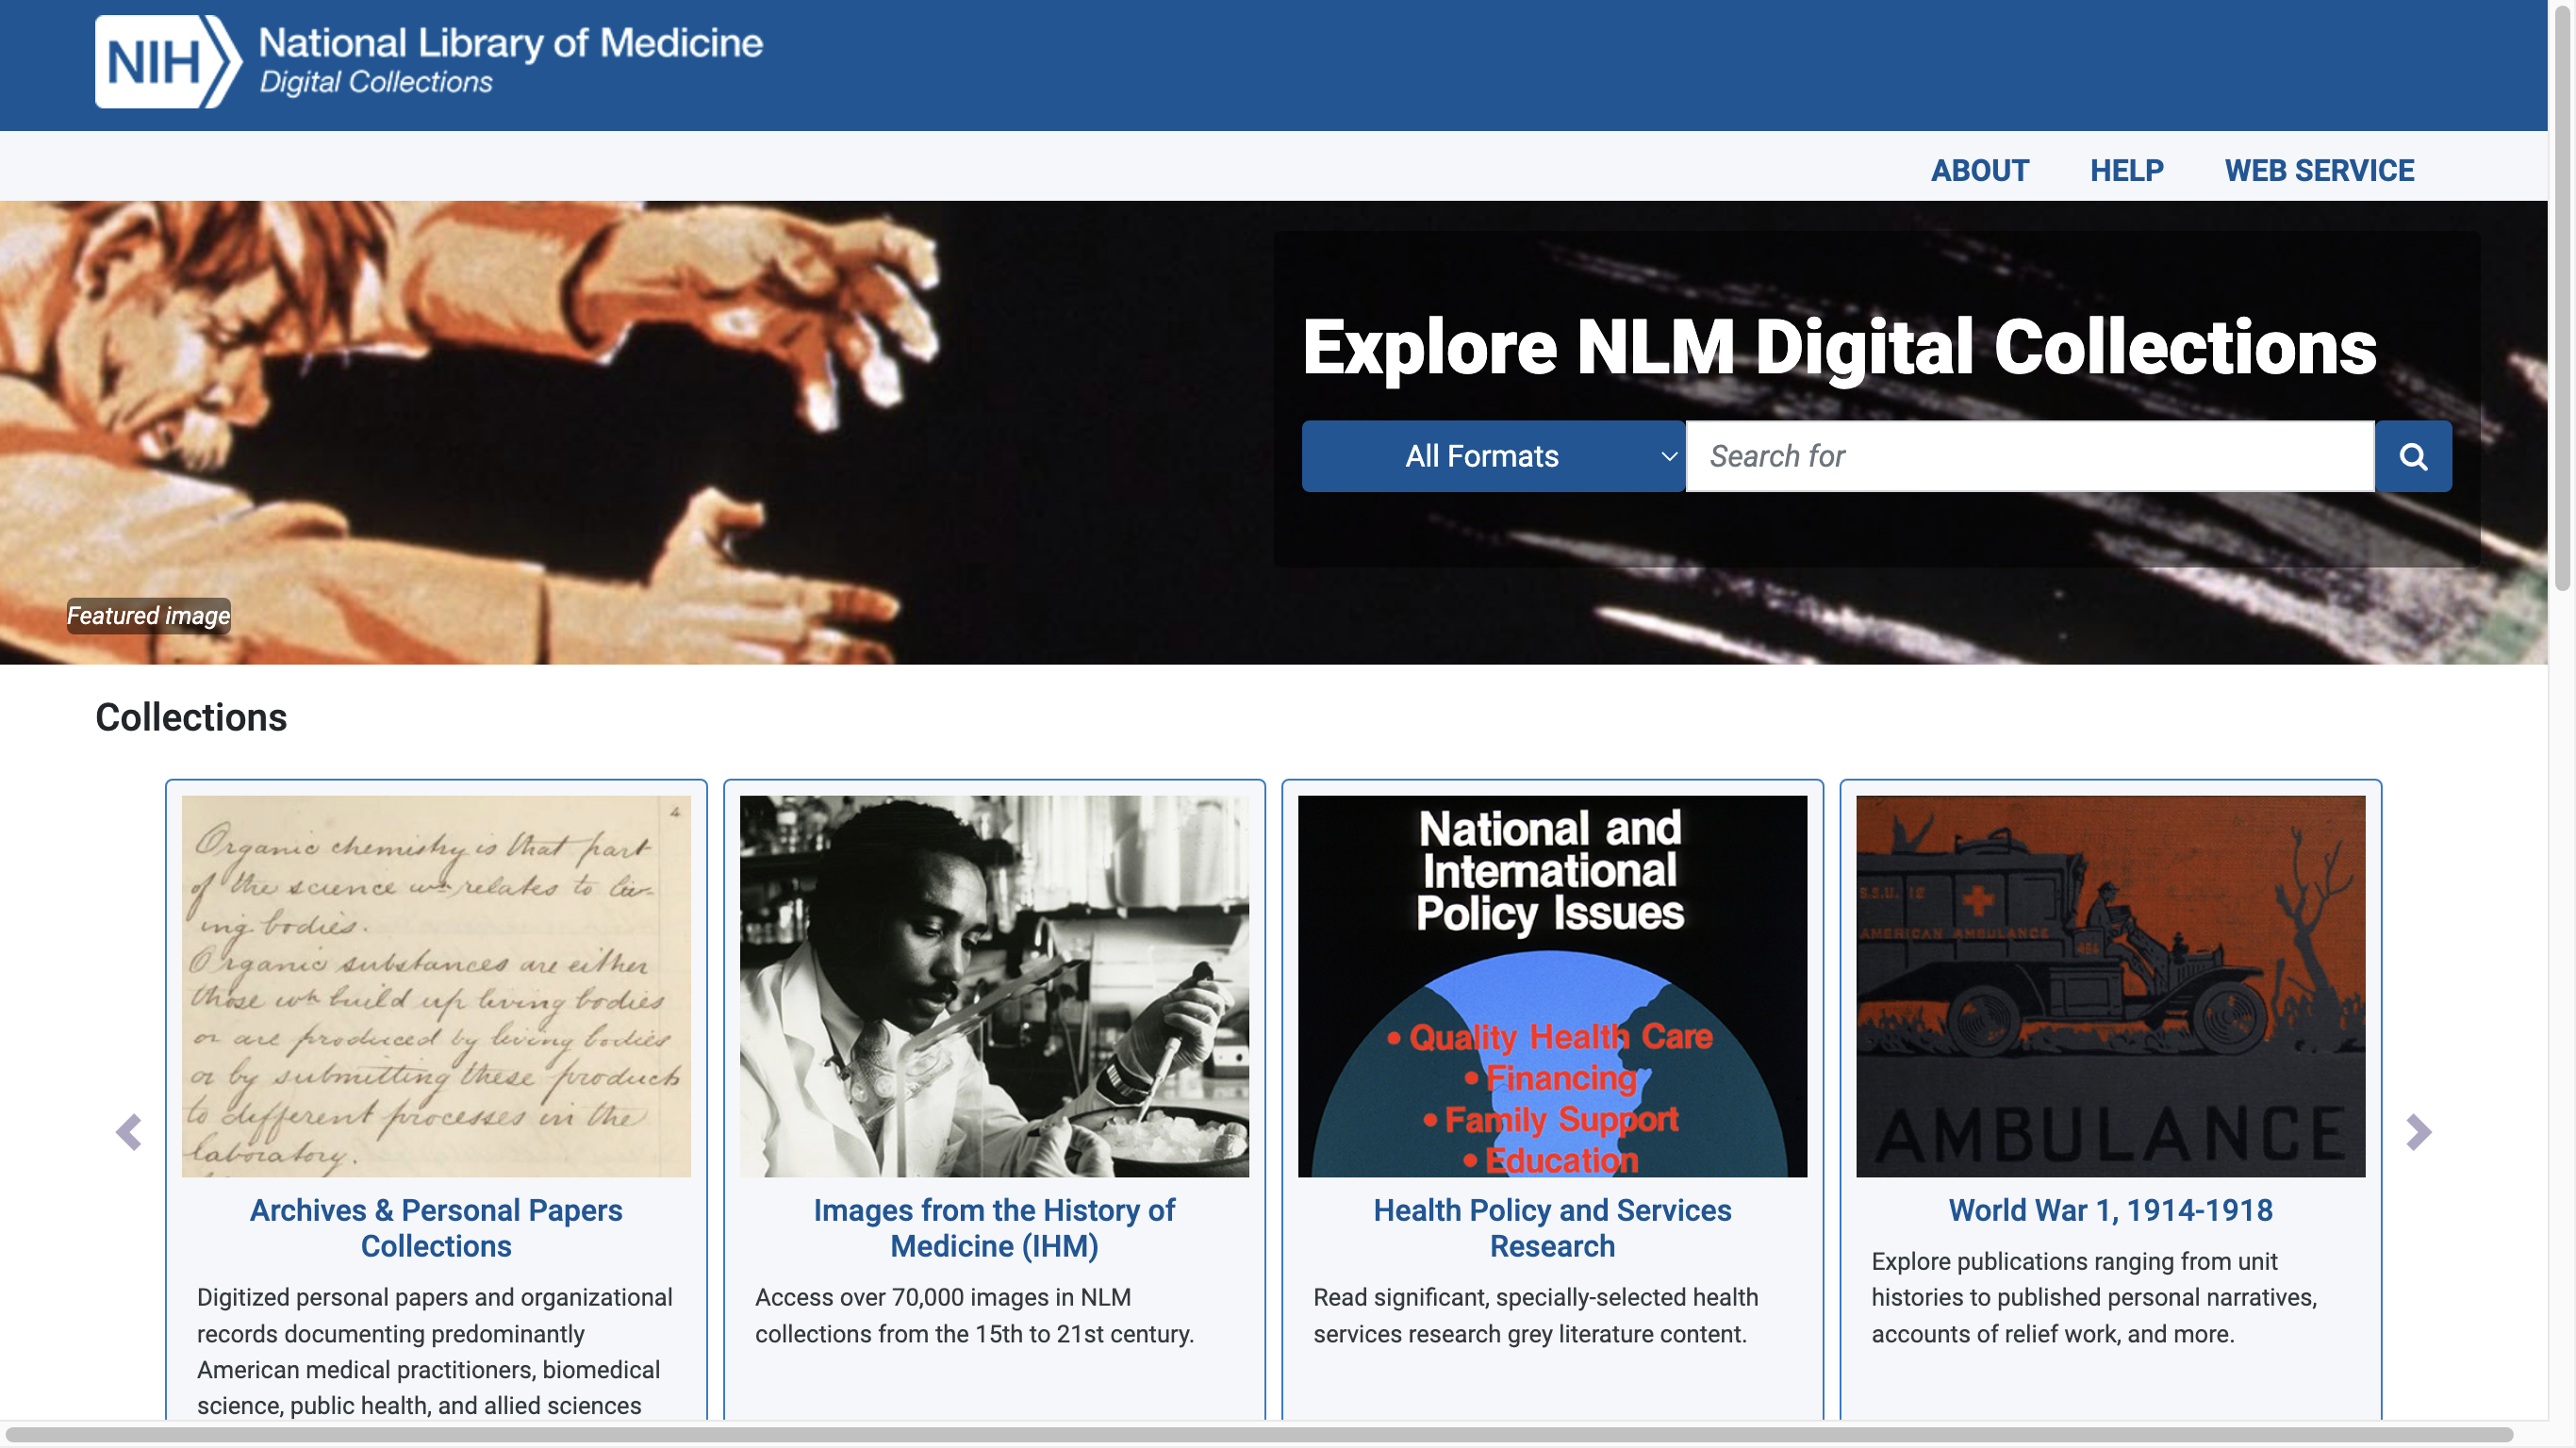 NIH National Library of Medicine
Digital Collections
ABOUT HELP WEB SERVICE
Explore NLM Digital Collections
All Formats Search for
Featured image
Collections
4
Organic chemistry is that part
of the science wh relates to liv-
ing bodies.
Organic substances are either
those wh build up living bodies
or are produced by living bodies
or by submitting these products
to different processes in the
laboratory.
Archives & Personal Papers
Collections
Digitized personal papers and organizational
records documenting predominantly
American medical practitioners, biomedical
science, public health, and allied sciences
Images from the History of
Medicine (IHM)
Access over 70,000 images in NLM
collections from the 15th to 21st century.
National and
International
Policy Issues
• Quality Health Care
• Financing
• Family Support
• Education
Health Policy and Services
Research
Read significant, specially-selected health
services research grey literature content.
S.S.U. 16
AMERICAN AMBULANCE
AMBULANCE
World War 1, 1914-1918
Explore publications ranging from unit
histories to published personal narratives,
accounts of relief work, and more.